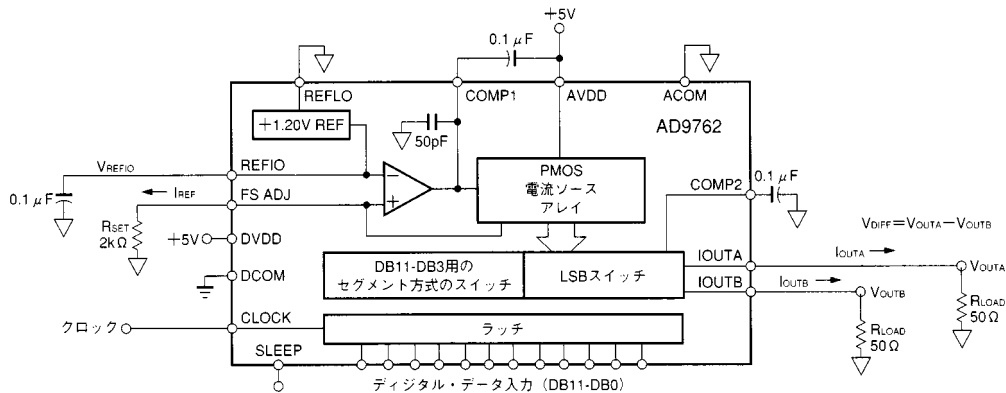 +5V
0.1μF
REFLO
COMP1
AVDD
ACOM
+1.20V REF
50pF
AD9762
VREFIO
REFIO
PMOS
電流ソース
アレイ
COMP2
0.1μF
0.1μF
IREF
FS ADJ
VDIFF=VOUTA−VOUTB
RSET
2kΩ
+5V
DVDD
DCOM
DB11-DB3用の
セグメント方式のスイッチ
LSBスイッチ
IOUTA
IOUTA
VOUTA
IOUTB
IOUTB
VOUTB
RLOAD
50Ω
RLOAD
50Ω
クロック
CLOCK
ラッチ
SLEEP
ディジタル・データ入力（DB11-DB0）